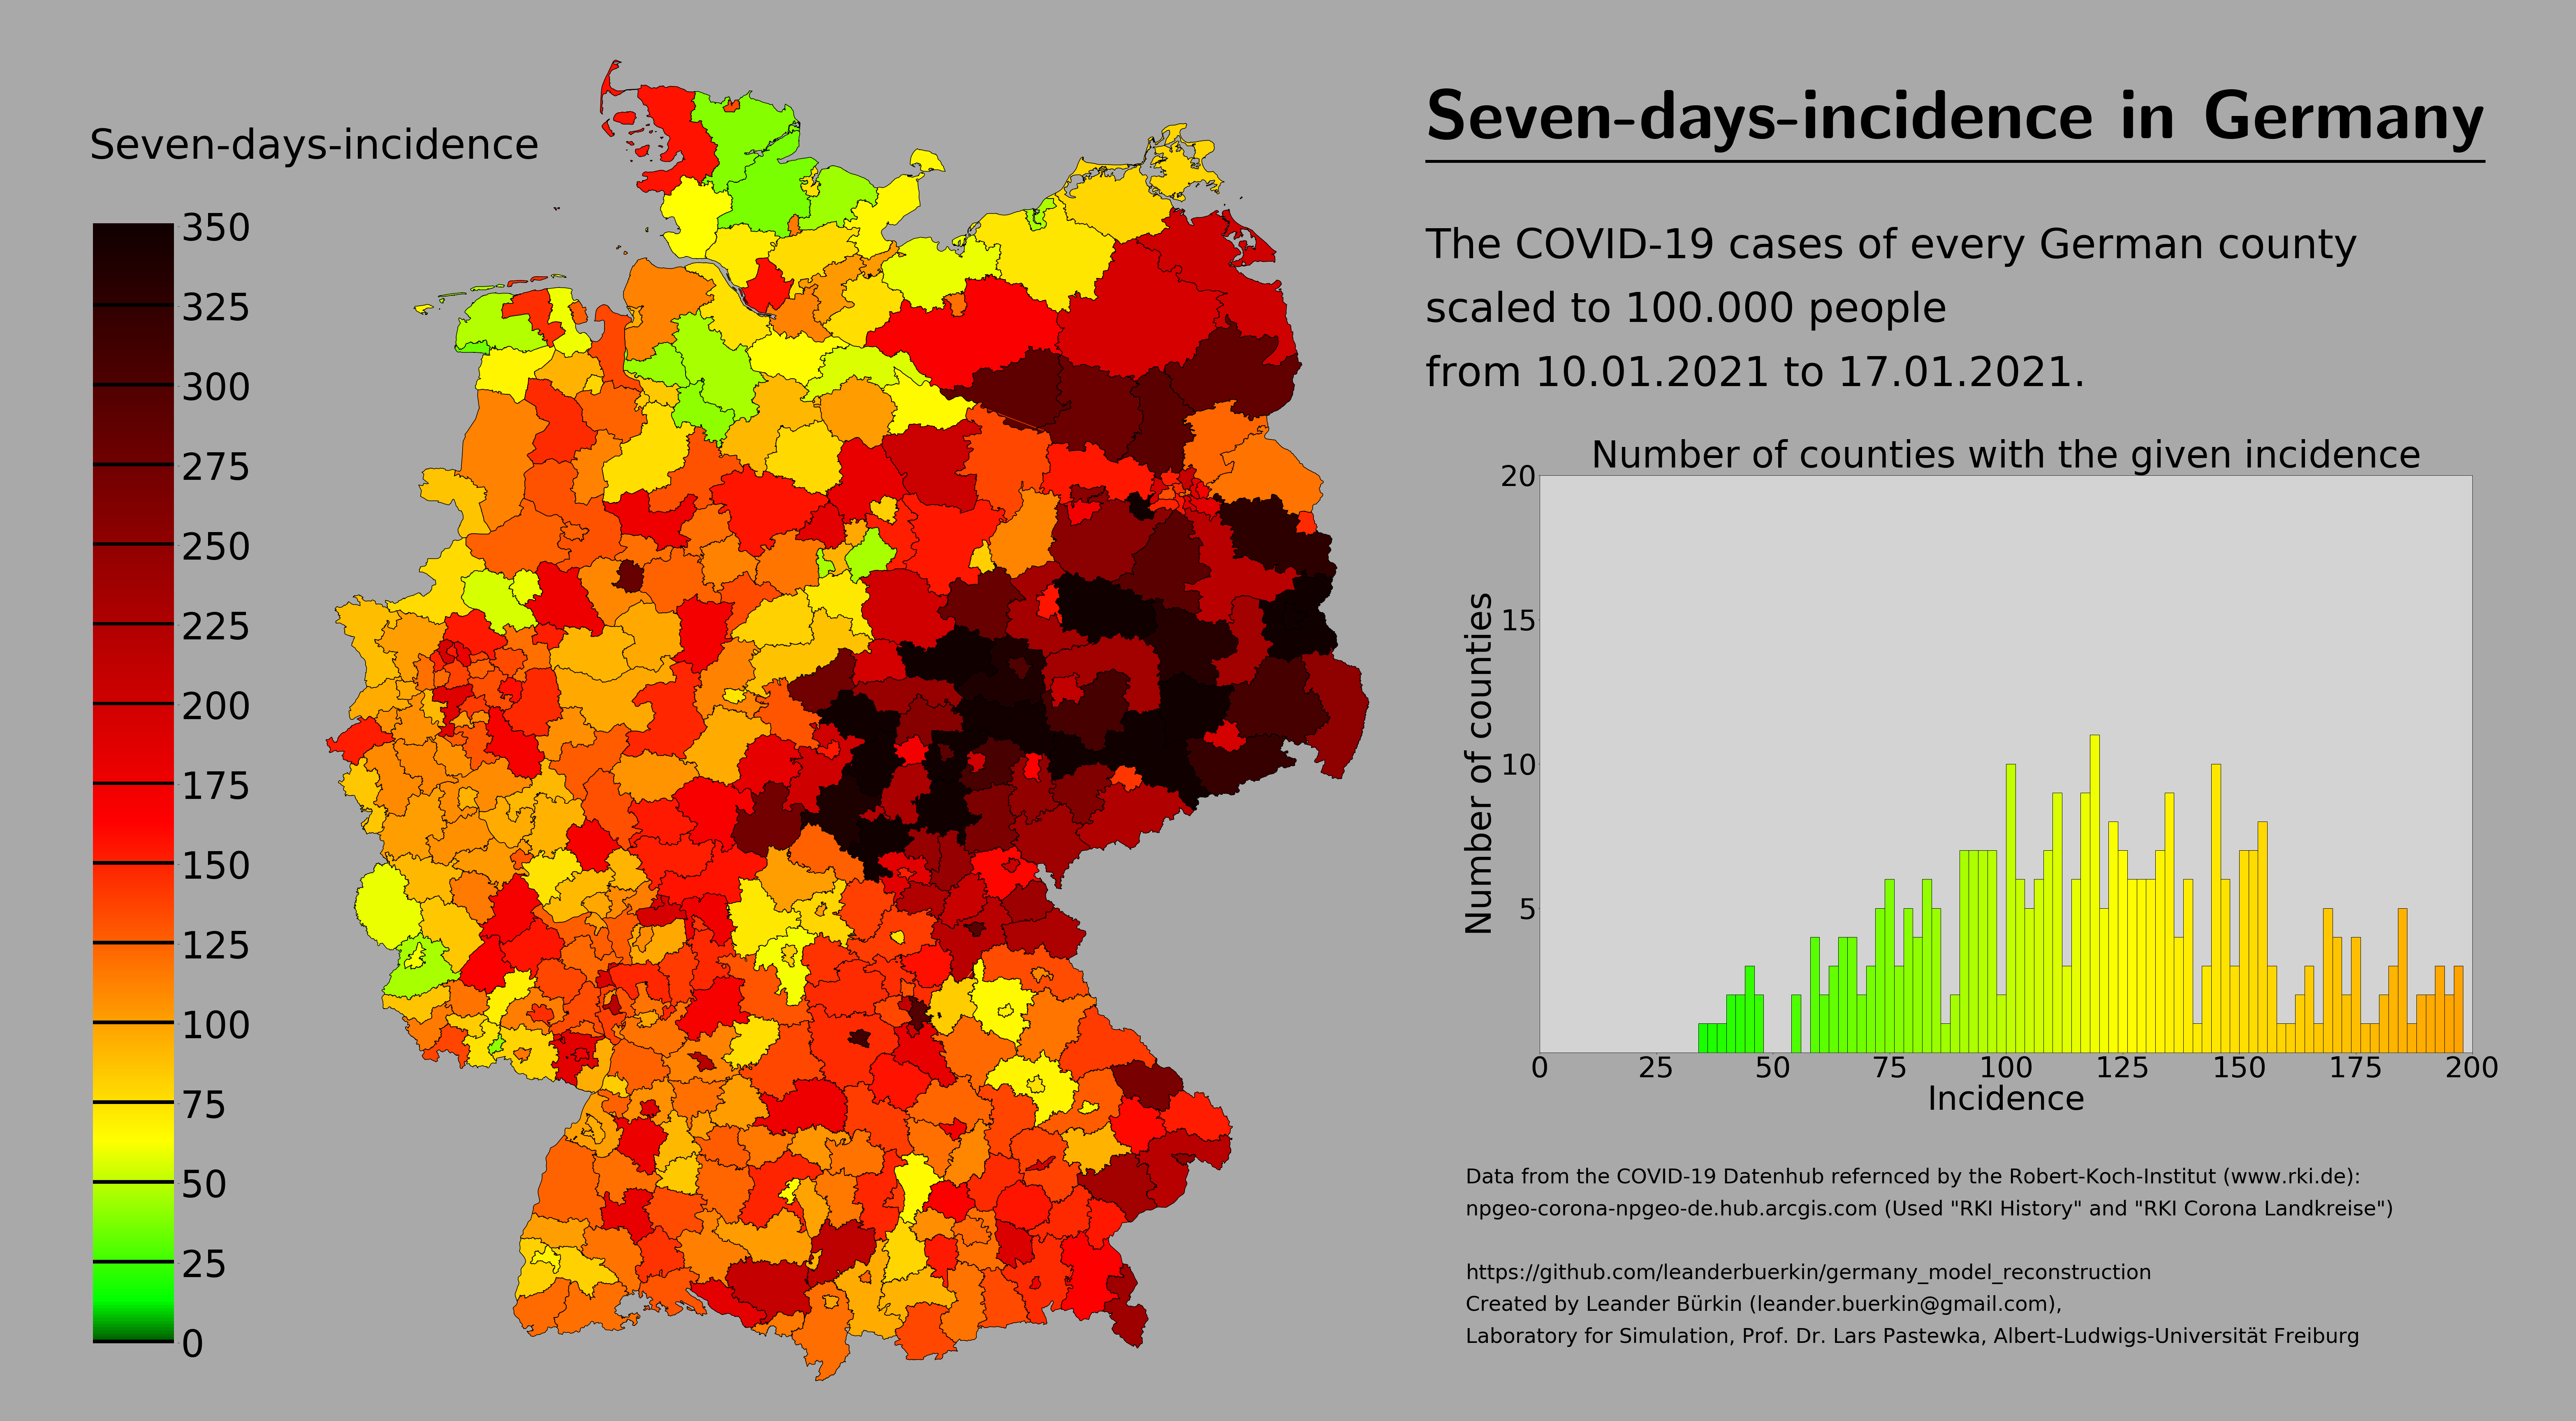 Seven-days-incidence
350
325
300
275
250
225
200
175
150
125
100
75
50
25
0
Seven-days-incidence in Germany
The COVID-19 cases of every German county
scaled to 100.000 people
from 10.01.2021 to 17.01.2021.
Number of counties with the given incidence
Number of counties
20
15
10
5
0 25 50 75 100 125 150 175 200
Incidence
Data from the COVID-19 Datenhub refernced by the Robert-Koch-Institut (www.rki.de):
npgeo-corona-npgeo-de.hub.arcgis.com (Used "RKI History" and "RKI Corona Landkreise")
https://github.com/leanderbuerkin/germany_model_reconstruction
Created by Leander Bürkin (leander.buerkin@gmail.com),
Laboratory for Simulation, Prof. Dr. Lars Pastewka, Albert-Ludwigs-Universität Freiburg